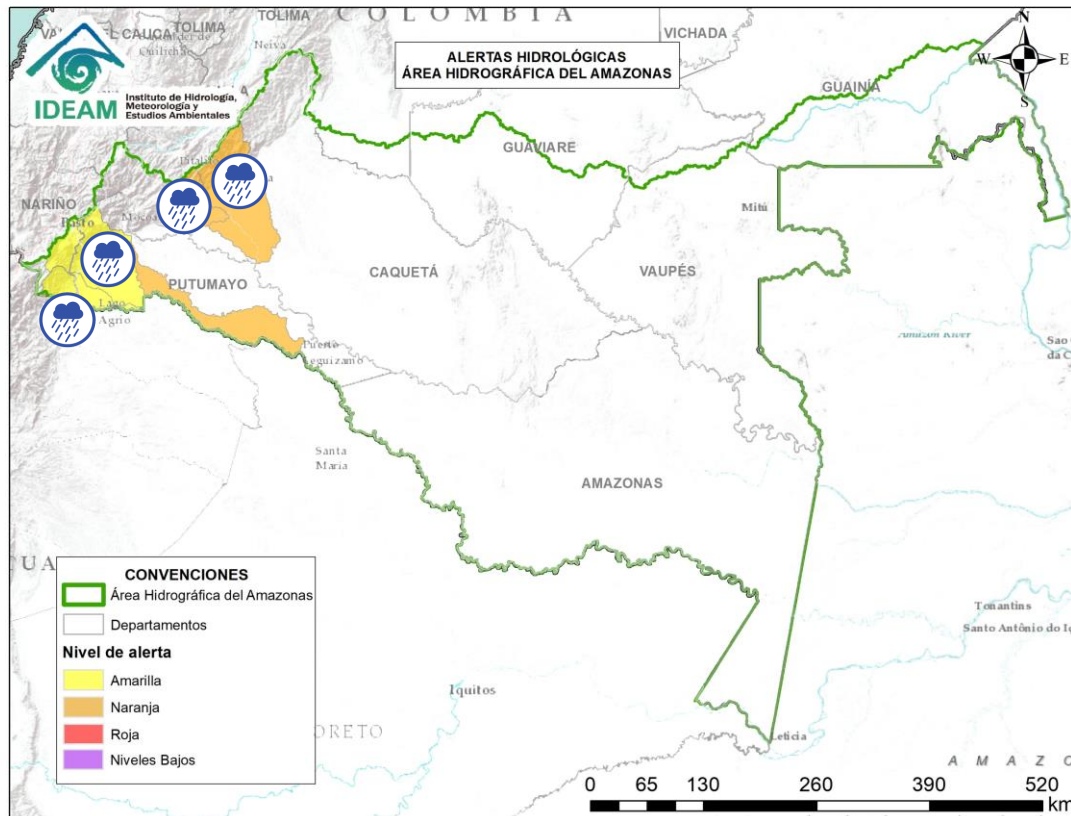 COLOMBIA
TOLIMA
TOLIMA
CAUCA
Neiva
VICHADA
N
W
E
S
IDEAM
Instituto de Hidrología,
Meteorología y
Estudios Ambientales
ALERTAS HIDROLÓGICAS
ÁREA HIDROGRÁFICA DEL AMAZONAS
GUAINÍA
GUAVIARE
NARIÑO
Pasto
Mitú
CAQUETÁ
VAUPÉS
PUTUMAYO
Lago
Agrio
Puerto
Leguizamo
Amazon River
Santa
Maria
AMAZONAS
CONVENCIONES
Área Hidrográfica del Amazonas
Departamentos
Nivel de alerta
Amarilla
Naranja
Roja
Niveles Bajos
Tonantins
Santo Antônio do
Iquitos
Leticia
0 65 130 260 390 520
km